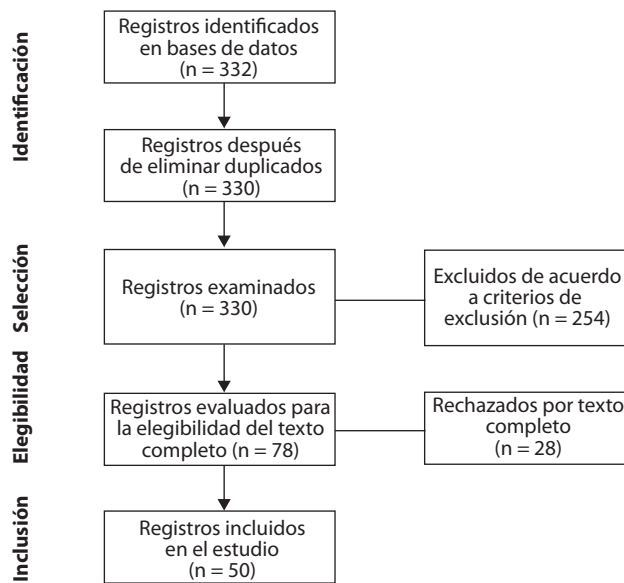 Identificación
Registros identificados
en bases de datos
(n = 332)
Registros después
de eliminar duplicados
(n = 330)
Selección
Registros examinados
(n = 330)
Excluidos de acuerdo
a criterios de
exclusión (n = 254)
Elegibilidad
Registros evaluados para
la elegibilidad del texto
completo (n = 78)
Rechazados por texto
completo
(n = 28)
Inclusión
Registros incluidos
en el estudio
(n = 50)